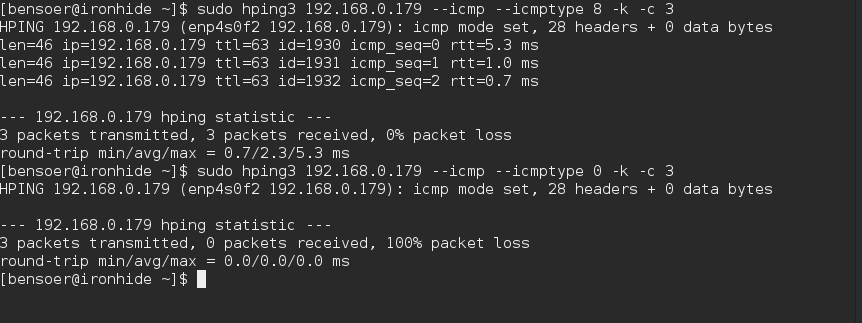 [bensoer@ironhide ~]$ sudo hping3 192.168.0.179 --icmp --icmptype 8 -k -c 3
HPING 192.168.0.179 (enp4s0f2 192.168.0.179): icmp mode set, 28 headers + 0 data bytes
len=46 ip=192.168.0.179 ttl=63 id=1930 icmp_seq=0 rtt=5.3 ms
len=46 ip=192.168.0.179 ttl=63 id=1931 icmp_seq=1 rtt=1.0 ms
len=46 ip=192.168.0.179 ttl=63 id=1932 icmp_seq=2 rtt=0.7 ms
--- 192.168.0.179 hping statistic ---
3 packets transmitted, 3 packets received, 0% packet loss
round-trip min/avg/max = 0.7/2.3/5.3 ms
[bensoer@ironhide ~]$ sudo hping3 192.168.0.179 --icmp --icmptype 0 -k -c 3
HPING 192.168.0.179 (enp4s0f2 192.168.0.179): icmp mode set, 28 headers + 0 data bytes
--- 192.168.0.179 hping statistic ---
3 packets transmitted, 0 packets received, 100% packet loss
round-trip min/avg/max = 0.0/0.0/0.0 ms
[bensoer@ironhide ~]$